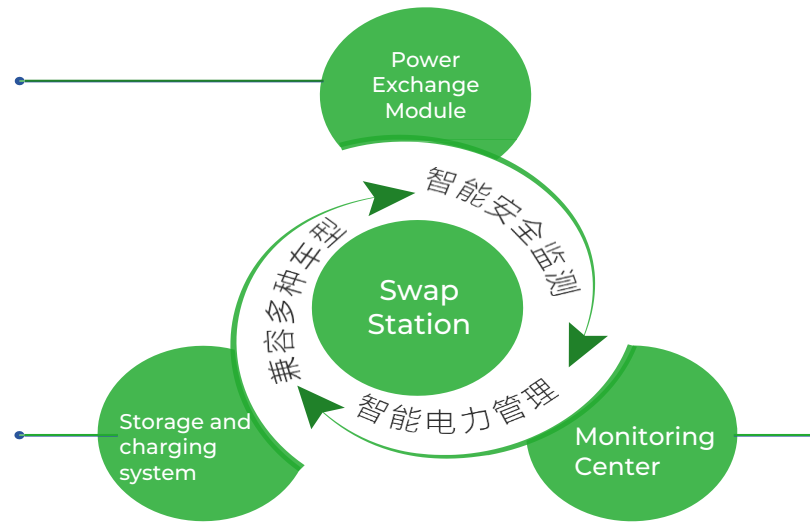 Power
Exchange
Module
智能安全监测
兼容多种车型
Swap
Station
智能电力管理
Storage and
charging
system
Monitoring
Center